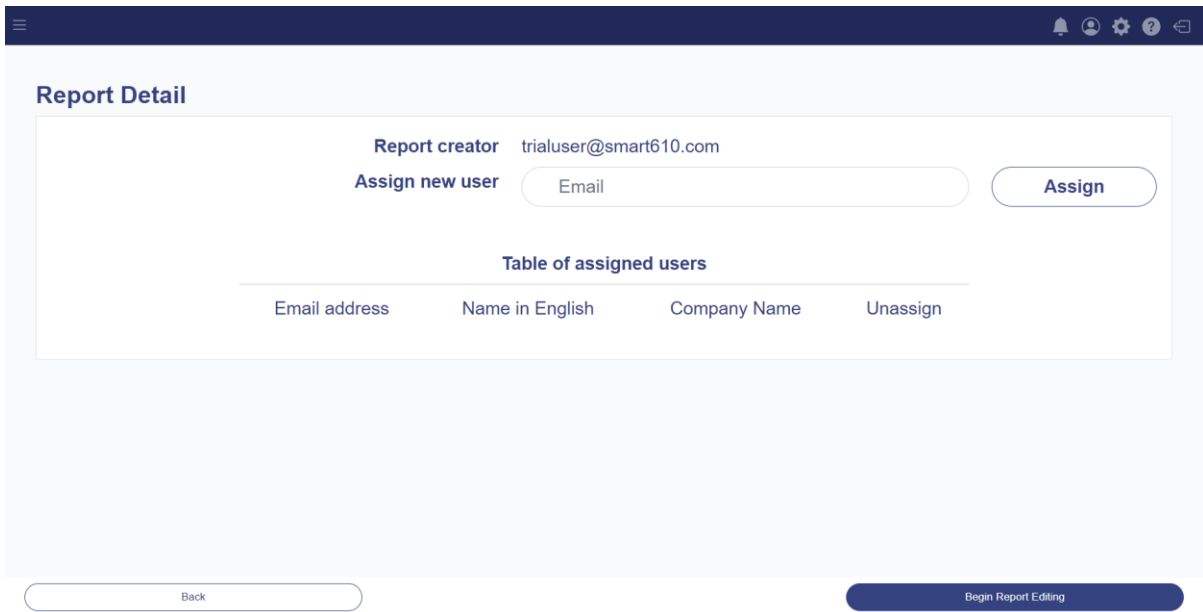 Report Detail
Report creator trialuser@smart610.com
Assign new user Email Assign
Table of assigned users
Email address Name in English Company Name Unassign
Back Begin Report Editing